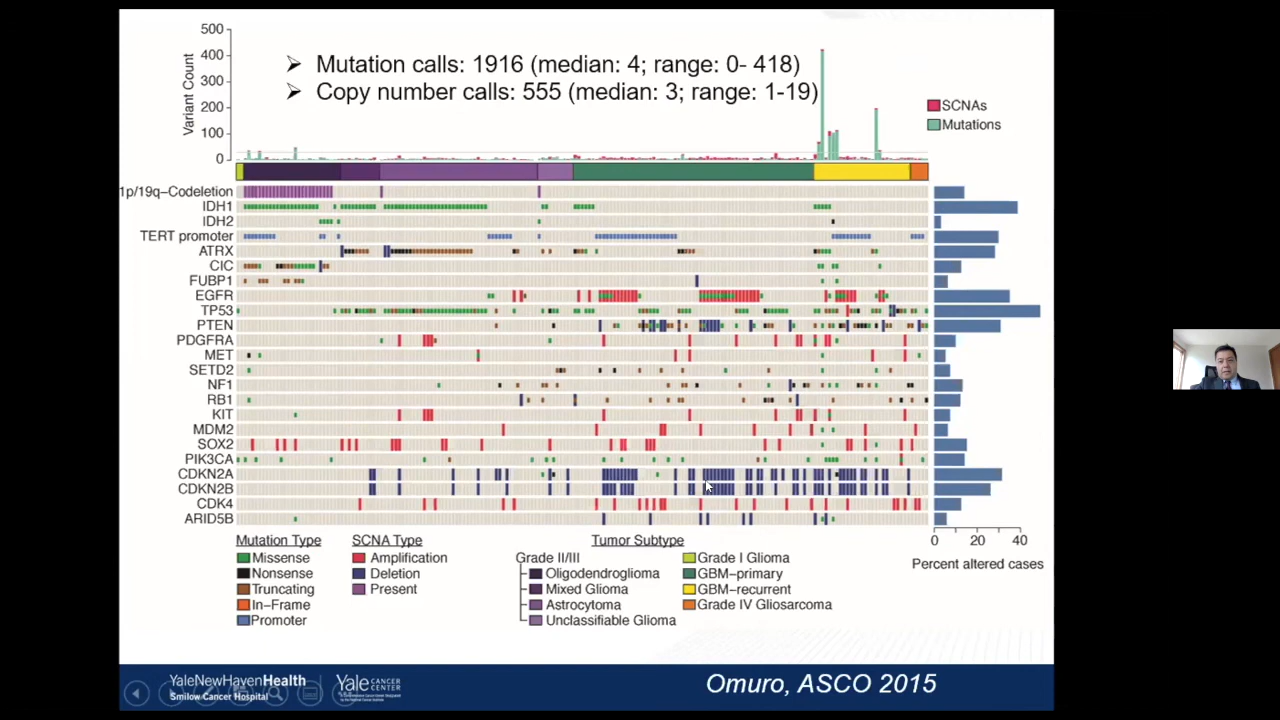 500
400
300
200
100
0
Variant Count
➢ Mutation calls: 1916 (median: 4; range: 0- 418)
➢ Copy number calls: 555 (median: 3; range: 1-19)
SCNAs
Mutations
1p/19q−Codeletion
IDH1
IDH2
TERT promoter
ATRX
CIC
FUBP1
EGFR
TP53
PTEN
PDGFRA
MET
SETD2
NF1
RB1
KIT
MDM2
SOX2
PIK3CA
CDKN2A
CDKN2B
CDK4
ARID5B
0 20 40
Percent altered cases
Mutation Type
Missense
Nonsense
Truncating
In−Frame
Promoter
SCNA Type
Amplification
Deletion
Present
Tumor Subtype
Grade II/III
Oligodendroglioma
Mixed Glioma
Astrocytoma
Unclassifiable Glioma
Grade I Glioma
GBM−primary
GBM−recurrent
Grade IV Gliosarcoma
YaleNewHavenHealth
Smilow Cancer Hospital
Yale CANCER
CENTER
Omuro, ASCO 2015